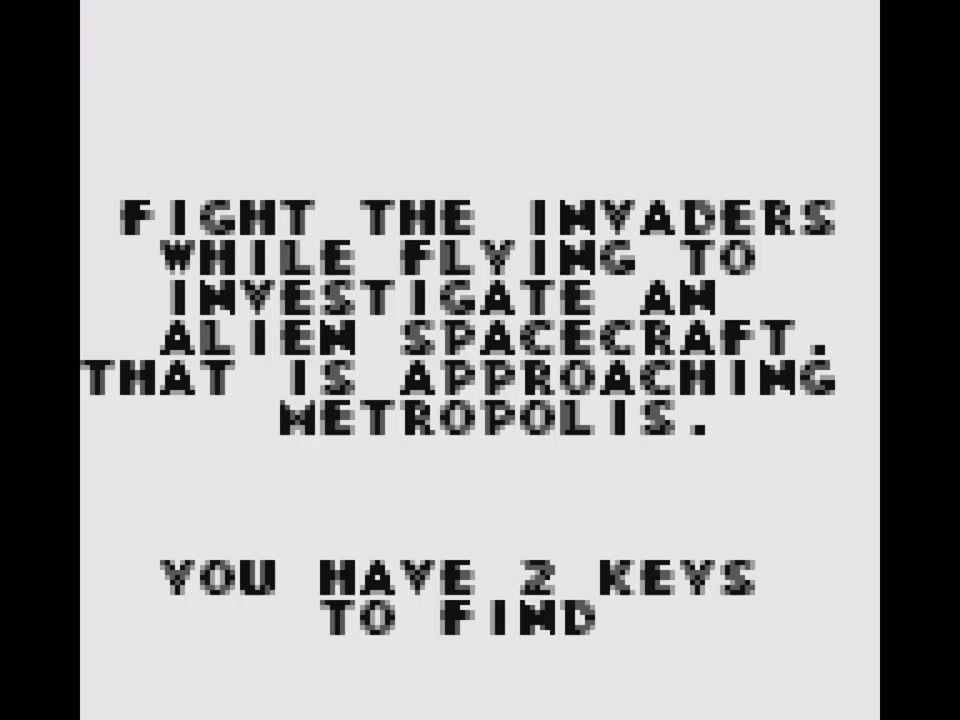 FIGHT THE INVADERS
WHILE FLYING TO
INVESTIGATE AN
ALIEN SPACECRAFT.
THAT IS APPROACHING
METROPOLIS.
YOU HAVE 2 KEYS
TO FIND